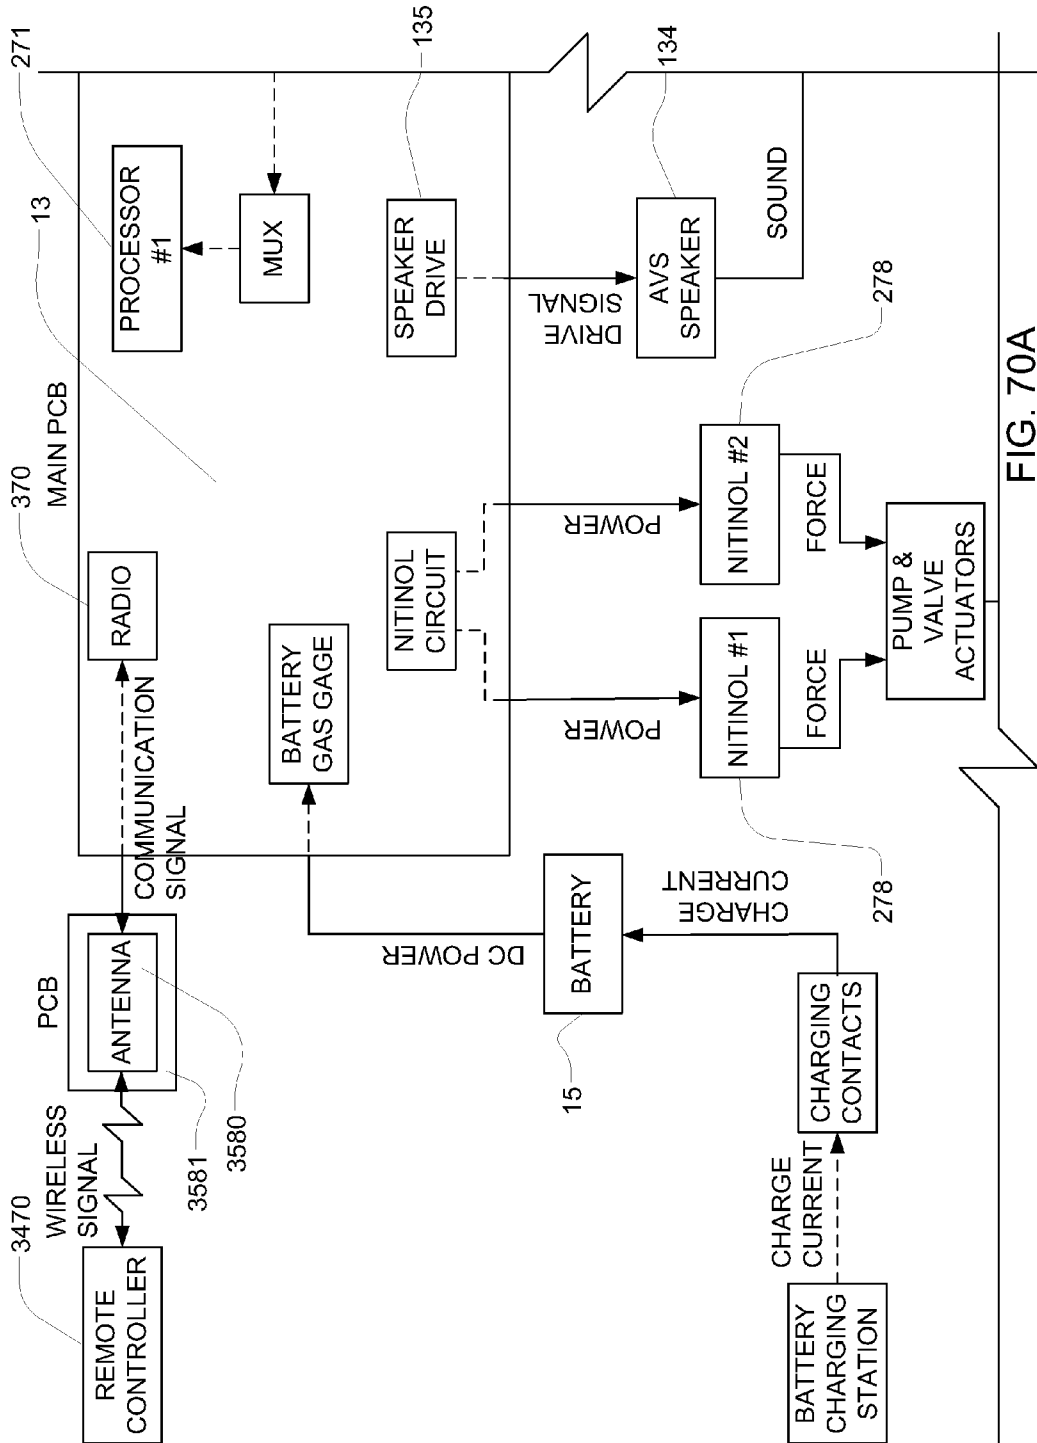 3470
REMOTE
CONTROLLER
WIRELESS
SIGNAL
3581
3580
PCB
ANTENNA
COMMUNICATION
SIGNAL
370
RADIO
MAIN PCB
13
271
PROCESSOR
#1
MUX
BATTERY
GAS GAGE
NITINOL
CIRCUIT
SPEAKER
DRIVE
135
DC POWER
POWER
POWER
DRIVE
SIGNAL
15
BATTERY
CHARGE
CURRENT
AVS
SPEAKER
134
SOUND
NITINOL #1
NITINOL #2
278
278
FORCE
FORCE
BATTERY
CHARGING
STATION
CHARGE
CURRENT
CHARGING
CONTACTS
PUMP &
VALVE
ACTUATORS
FIG. 70A